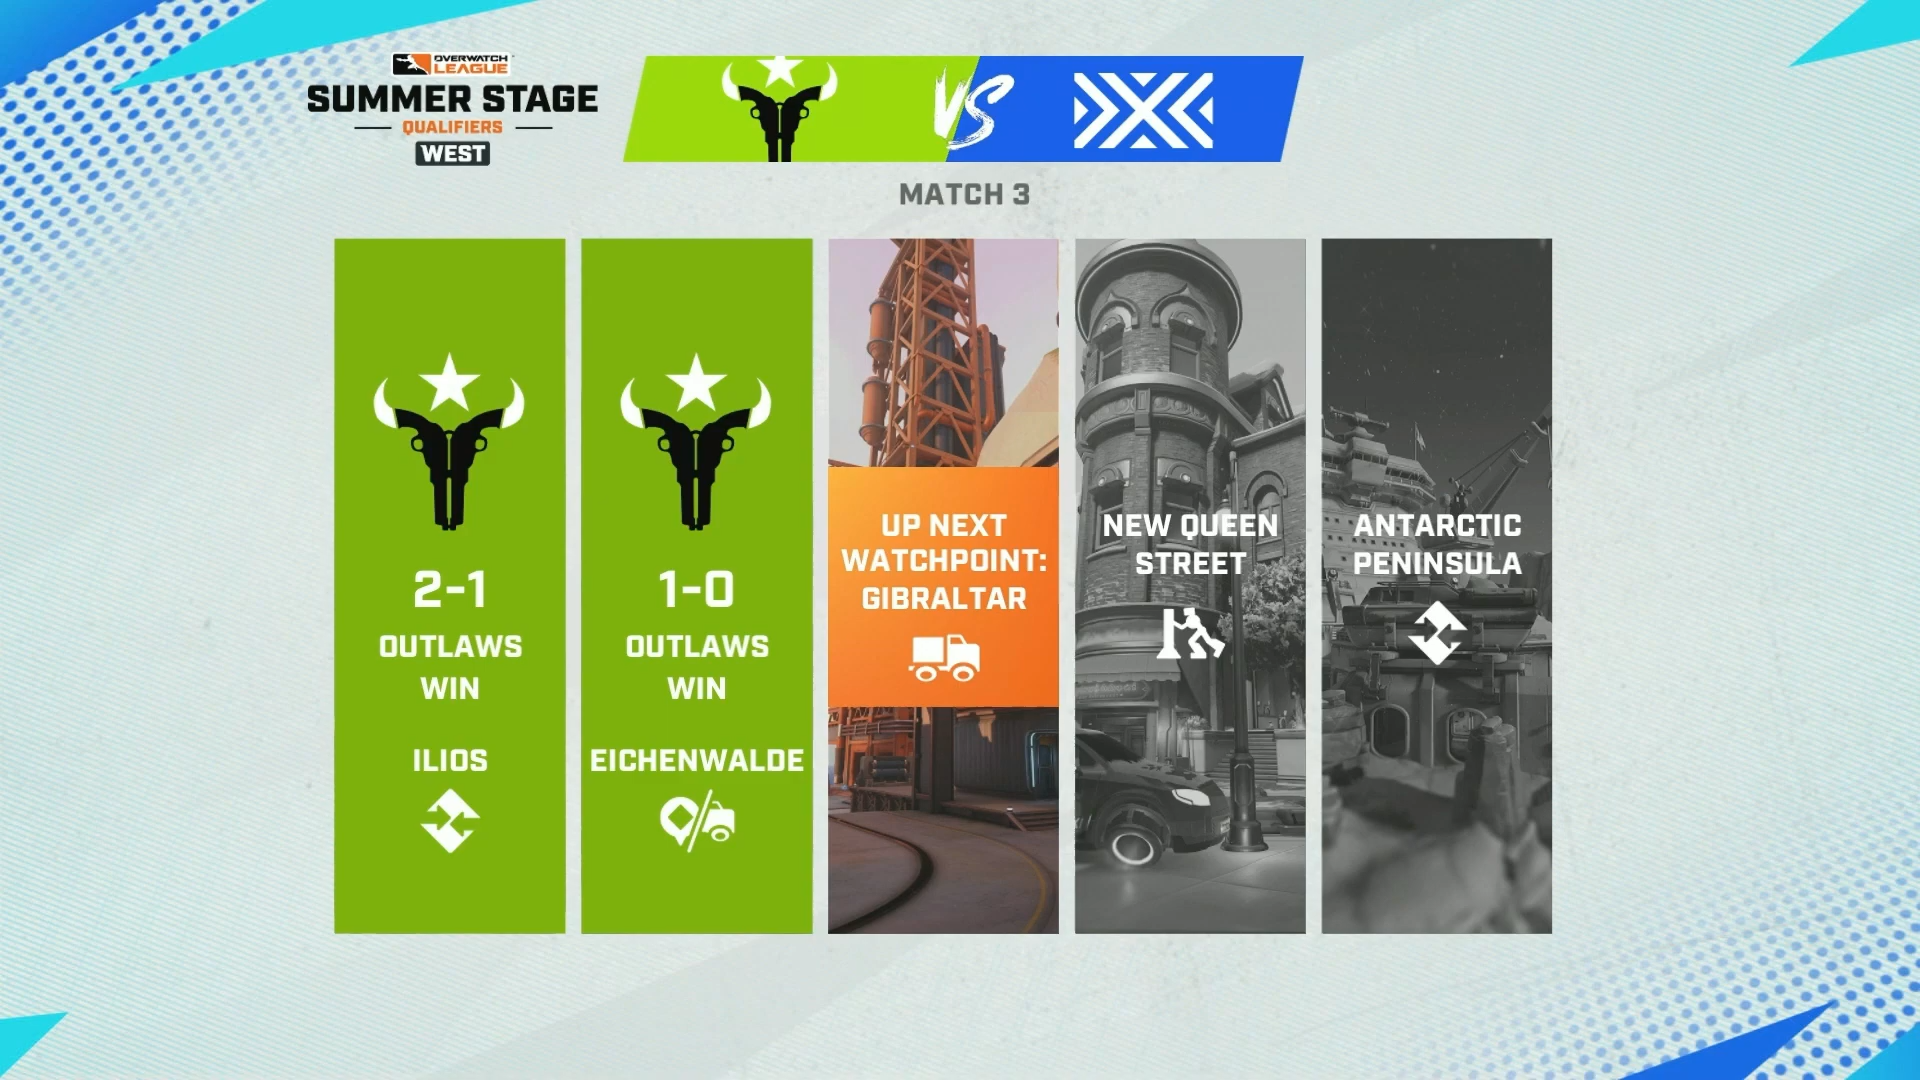 OVERWATCH
LEAGUE
SUMMER STAGE
QUALIFIERS
WEST
VS
MATCH 3
2-1
OUTLAWS
WIN
ILIOS
1-0
OUTLAWS
WIN
EICHENWALDE
UP NEXT
WATCHPOINT:
GIBRALTAR
NEW QUEEN
STREET
ANTARCTIC
PENINSULA